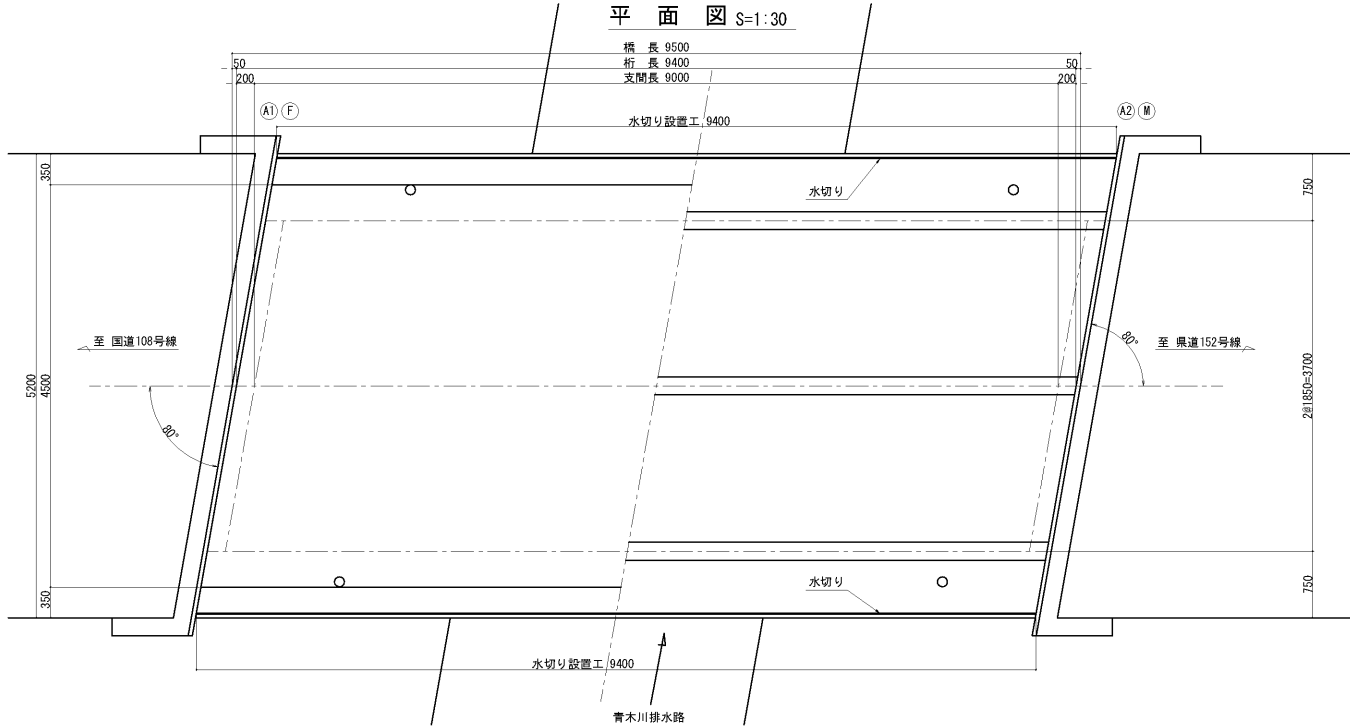 平 面 図 S=1:30
橋 長 9500
50 桁 長 9400 50
200 支間長 9000 200
A1 F
A2 M
水切り設置工 9400
水切り
350
750
至 国道108号線
80°
至 県道152号線
5200
4500
2@1850=3700
80°
水切り
350
750
水切り設置工 9400
青木川排水路